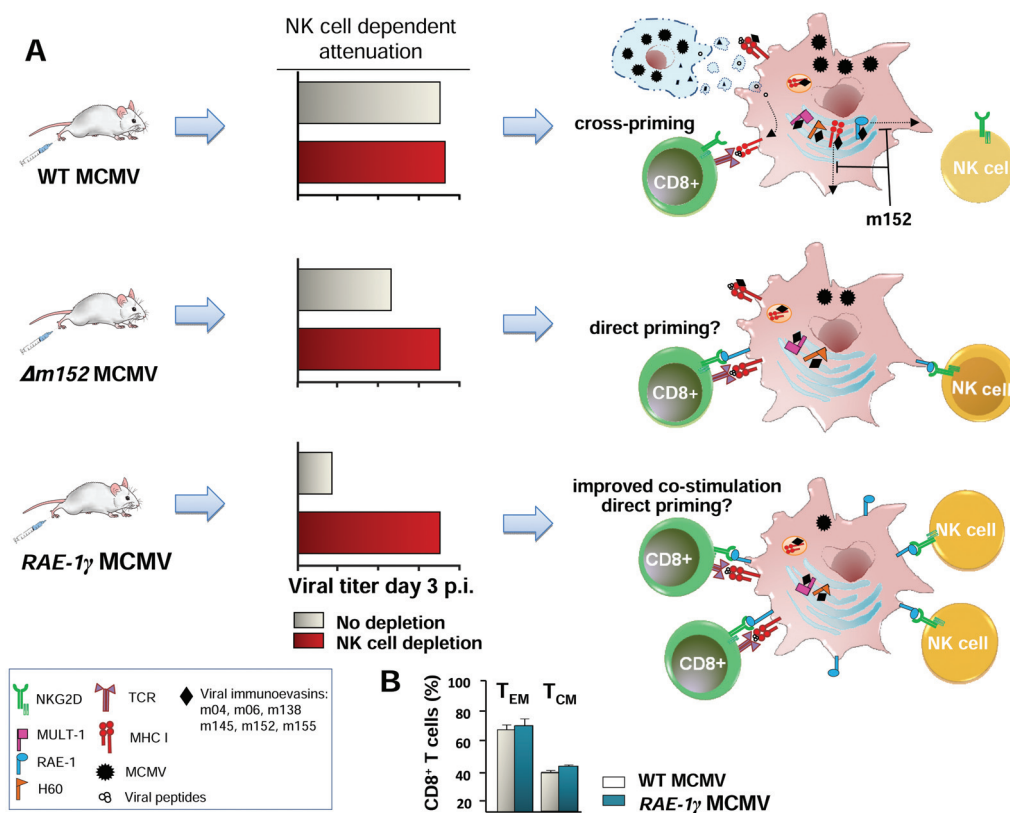 A
NK cell dependent
attenuation
WT MCMV
cross-priming
CD8+
NK cell
m152
Δm152 MCMV
direct priming?
CD8+
NK cell
RAE-1γ MCMV
Viral titer day 3 p.i.
No depletion
NK cell depletion
improved co-stimulation
direct priming?
CD8+
NK cell
CD8+
NK cell
NKG2D
MULT-1
RAE-1
H60
TCR
MHC I
MCMV
Viral peptides
Viral immunoevasins:
m04, m06, m138
m145, m152, m155
B
CD8+ T cells (%)
100
80
60
40
20
TEM
TCM
WT MCMV
RAE-1γ MCMV